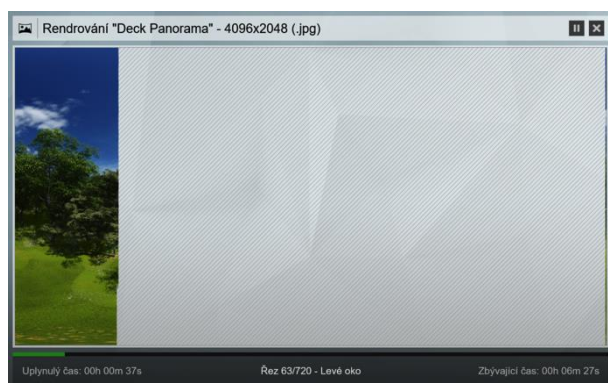 Rendrování "Deck Panorama" - 4096x2048 (.jpg)
Uplynulý čas: 00h 00m 37s
Řez 63/720 - Levé oko
Zbývající čas: 00h 06m 27s